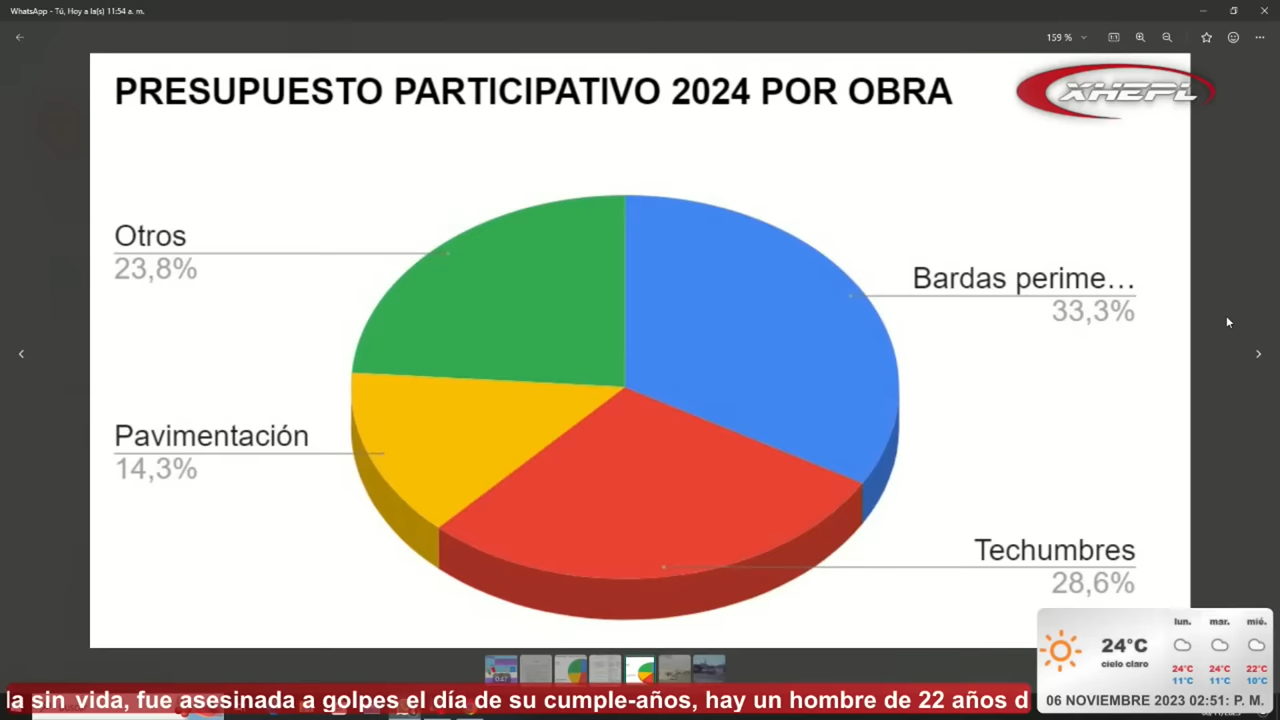 WhatsApp - Tú, Hoy a la(s) 11:54 a. m.
159 %
PRESUPUESTO PARTICIPATIVO 2024 POR OBRA
XHEPL
Otros
23,8%
Bardas perime…
33,3%
Pavimentación
14,3%
Techumbres
28,6%
24°C
cielo claro
lun. mar. mié.
24°C 24°C 22°C
11°C 11°C 10°C
06 NOVIEMBRE 2023 02:51: P. M.
la sin vida, fue asesinada a golpes el día de su cumple-años, hay un hombre de 22 años d